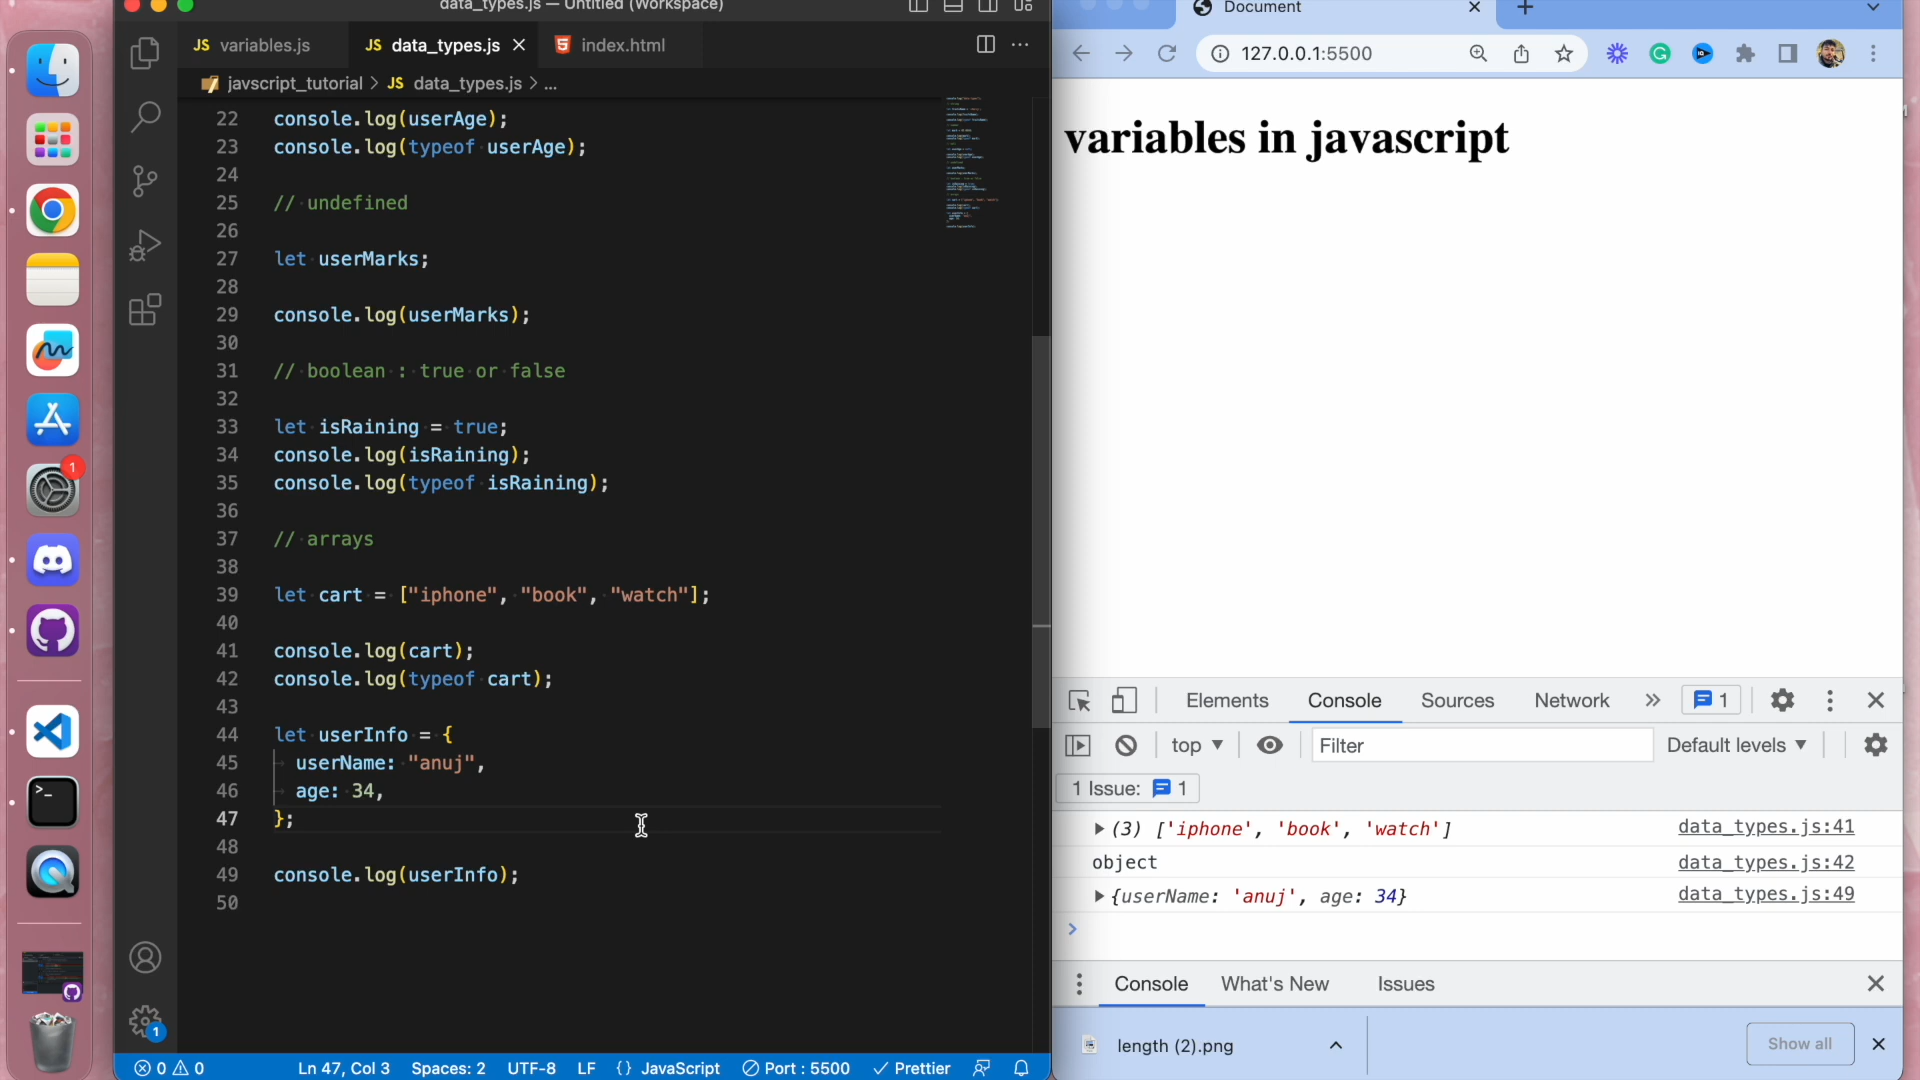 data_types.js — Untitled (Workspace)
JS variables.js
JS data_types.js
index.html
javscript_tutorial > JS data_types.js > ...
22 console.log(userAge);
23 console.log(typeof userAge);
24
25 // undefined
26
27 let userMarks;
28
29 console.log(userMarks);
30
31 // boolean : true or false
32
33 let isRaining = true;
34 console.log(isRaining);
35 console.log(typeof isRaining);
36
37 // arrays
38
39 let cart = ["iphone", "book", "watch"];
40
41 console.log(cart);
42 console.log(typeof cart);
43
44 let userInfo = {
45 userName: "anuj",
46 age: 34,
47 };
48
49 console.log(userInfo);
50
1
1
0 0
Ln 47, Col 3
Spaces: 2
UTF-8
LF
{} JavaScript
Port : 5500
Prettier
Document
127.0.0.1:5500
variables in javascript
Elements
Console
Sources
Network
1
top
Filter
Default levels
1 Issue: 1
(3) ['iphone', 'book', 'watch'] data_types.js:41
object data_types.js:42
{userName: 'anuj', age: 34} data_types.js:49
Console
What's New
Issues
length (2).png
Show all